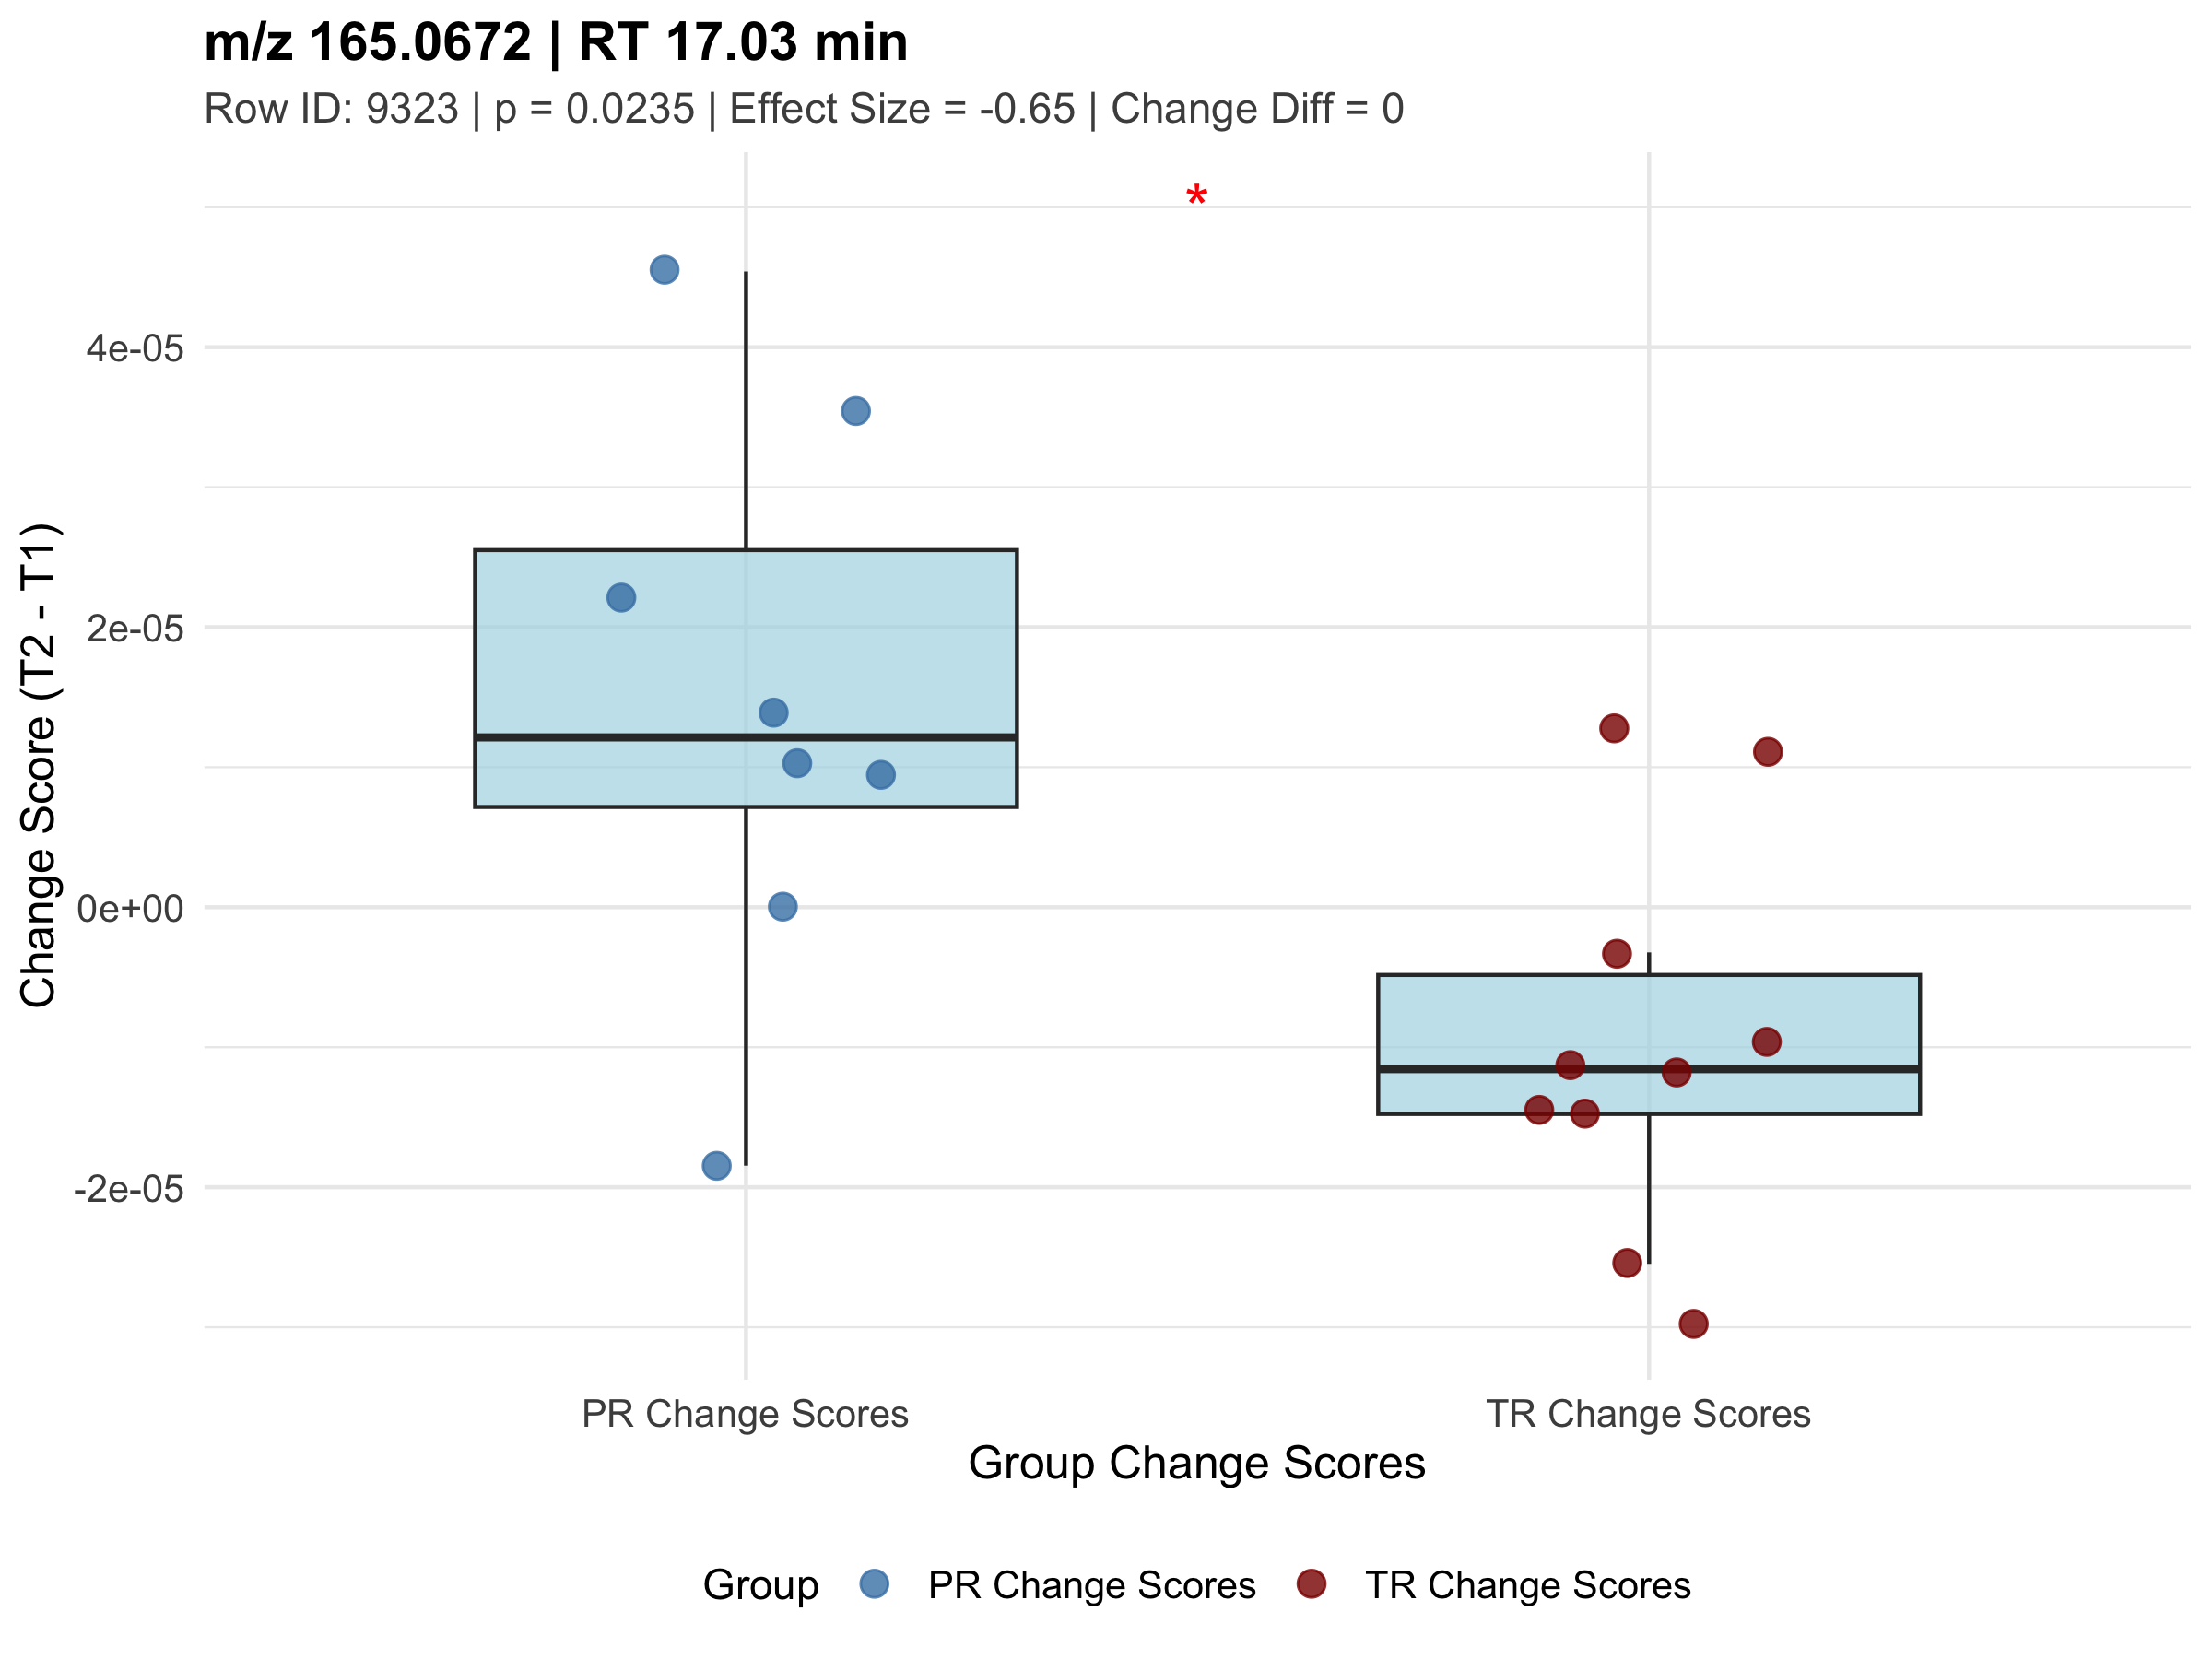 m/z 165.0672 | RT 17.03 min
Row ID: 9323 | p = 0.0235 | Effect Size = -0.65 | Change Diff = 0
*
4e-05
2e-05
0e+00
-2e-05
Change Score (T2 - T1)
PR Change Scores TR Change Scores
Group Change Scores
Group PR Change Scores TR Change Scores